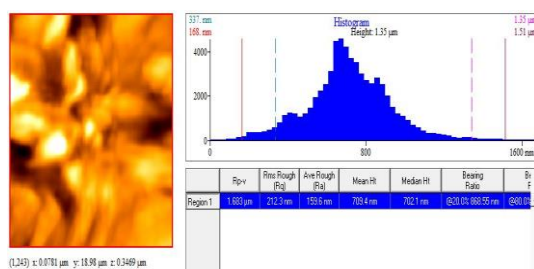 337. nm
168. nm
Histogram
Height: 1.35 µm
1.35 µm
1.51 µm
4000
2000
0
0 800 1600 nm
Rp-v Rms Rough (Rq) Ave Rough (Ra) Mean Ht Median Ht Bearing Ratio
Region 1 1.683 µm 212.3 nm 159.6 nm 709.4 nm 702.1 nm @20.0% 868.55 nm @80.0%
(1,243) x: 0.0781 µm y: 18.98 µm z: 0.3469 µm